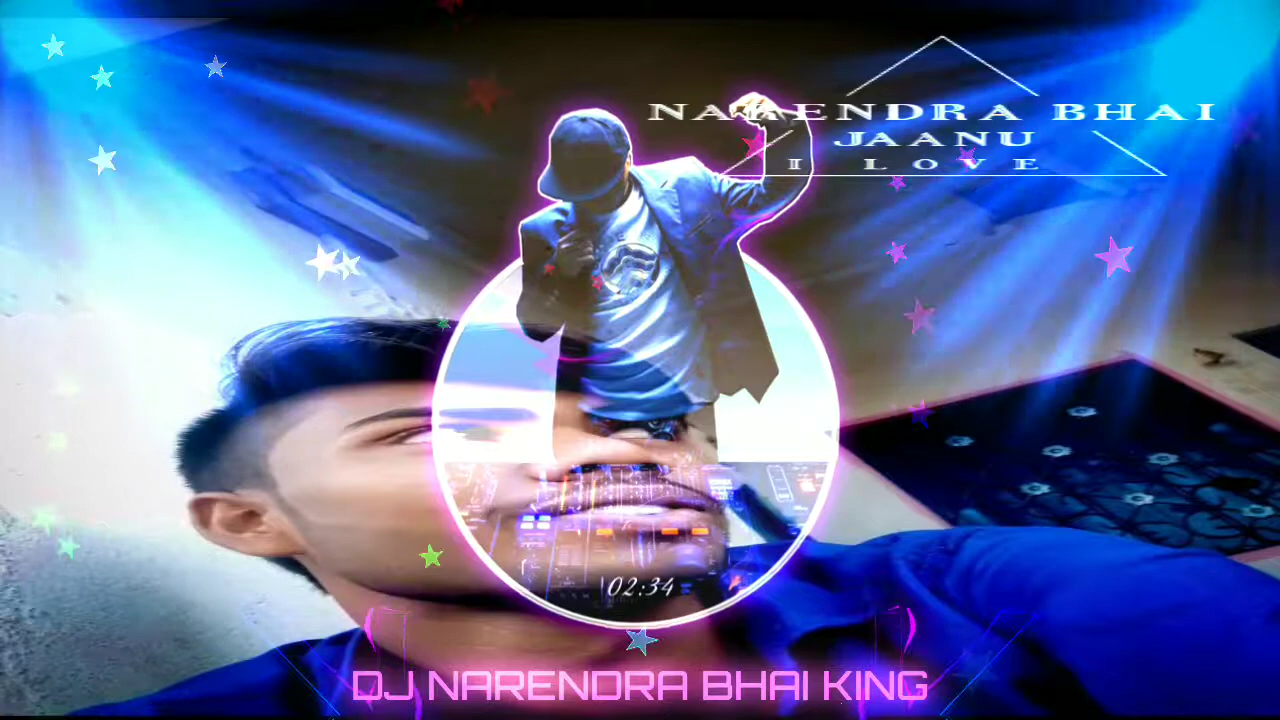 NARENDRA BHAI
JAANU
I LOVE
02:34
DJ NARENDRA BHAI KING